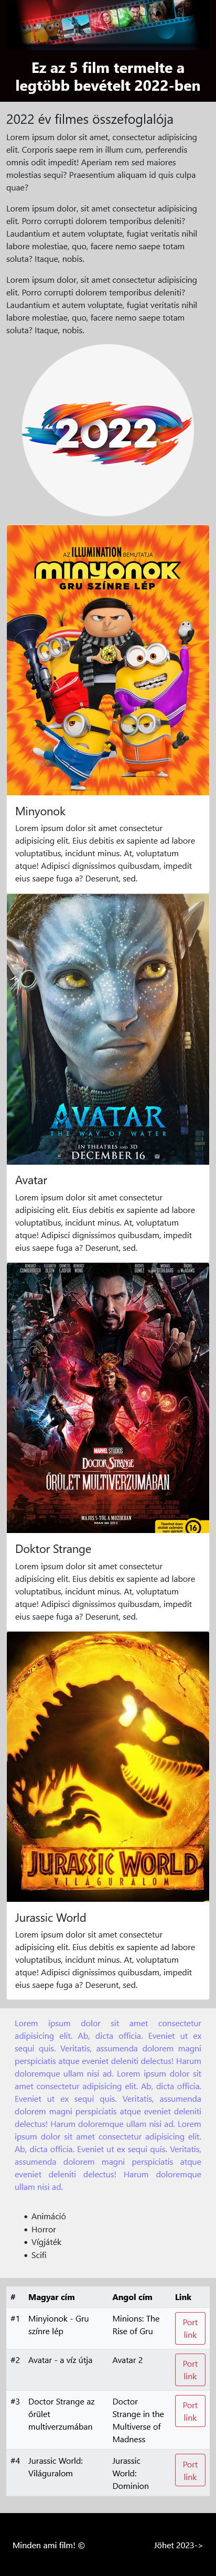 Ez az 5 film termelte a
legtöbb bevételt 2022-ben
2022 év filmes összefoglalója
Lorem ipsum dolor sit amet, consectetur adipisicing
elit. Corporis saepe rem in illum cum, perferendis
omnis odit impedit! Aperiam rem sed maiores
molestias sequi? Praesentium aliquam id quis culpa
quae?
Lorem ipsum dolor, sit amet consectetur adipisicing
elit. Porro corrupti dolorem temporibus deleniti?
Laudantium et autem voluptate, fugiat veritatis nihil
labore molestiae, quo, facere nemo saepe totam
soluta? Itaque, nobis.
Lorem ipsum dolor, sit amet consectetur adipisicing
elit. Porro corrupti dolorem temporibus deleniti?
Laudantium et autem voluptate, fugiat veritatis nihil
labore molestiae, quo, facere nemo saepe totam
soluta? Itaque, nobis.
2022
AZ ILLUMINATION BEMUTATJA
MINYONOK
GRU SZÍNRE LÉP
Minyonok
Lorem ipsum dolor sit amet consectetur
adipisicing elit. Eius debitis ex sapiente ad labore
voluptatibus, incidunt minus. At, voluptatum
atque! Adipisci dignissimos quibusdam, impedit
eius saepe fuga a? Deserunt, sed.
AVATAR
THE WAY OF WATER
IN THEATRES AND 3D
DECEMBER 16
Avatar
Lorem ipsum dolor sit amet consectetur
adipisicing elit. Eius debitis ex sapiente ad labore
voluptatibus, incidunt minus. At, voluptatum
atque! Adipisci dignissimos quibusdam, impedit
eius saepe fuga a? Deserunt, sed.
MARVEL STUDIOS
DOCTOR STRANGE
AZ ŐRÜLET MULTIVERZUMÁBAN
MÁJUS 5-TŐL A MOZIKBAN
16
Doktor Strange
Lorem ipsum dolor sit amet consectetur
adipisicing elit. Eius debitis ex sapiente ad labore
voluptatibus, incidunt minus. At, voluptatum
atque! Adipisci dignissimos quibusdam, impedit
eius saepe fuga a? Deserunt, sed.
JURASSIC WORLD
VILÁGURALOM
Jurassic World
Lorem ipsum dolor sit amet consectetur
adipisicing elit. Eius debitis ex sapiente ad labore
voluptatibus, incidunt minus. At, voluptatum
atque! Adipisci dignissimos quibusdam, impedit
eius saepe fuga a? Deserunt, sed.
Lorem ipsum dolor sit amet consectetur
adipisicing elit. Ab, dicta officia. Eveniet ut ex
sequi quis. Veritatis, assumenda dolorem magni
perspiciatis atque eveniet deleniti delectus! Harum
doloremque ullam nisi ad. Lorem ipsum dolor sit
amet consectetur adipisicing elit. Ab, dicta officia.
Eveniet ut ex sequi quis. Veritatis, assumenda
dolorem magni perspiciatis atque eveniet deleniti
delectus! Harum doloremque ullam nisi ad. Lorem
ipsum dolor sit amet consectetur adipisicing elit.
Ab, dicta officia. Eveniet ut ex sequi quis. Veritatis,
assumenda dolorem magni perspiciatis atque
eveniet deleniti delectus! Harum doloremque
ullam nisi ad.
Animáció
Horror
Vígjáték
Scifi
# Magyar cím Angol cím Link
#1 Minyionok - Gru Minions: The Port
színre lép Rise of Gru link
#2 Avatar - a víz útja Avatar 2 Port
link
#3 Doctor Strange az Doctor Port
őrület Strange in the link
multiverzumában Multiverse of
Madness
#4 Jurassic World: Jurassic Port
Világuralom World: link
Dominion
Minden ami film! © Jöhet 2023->